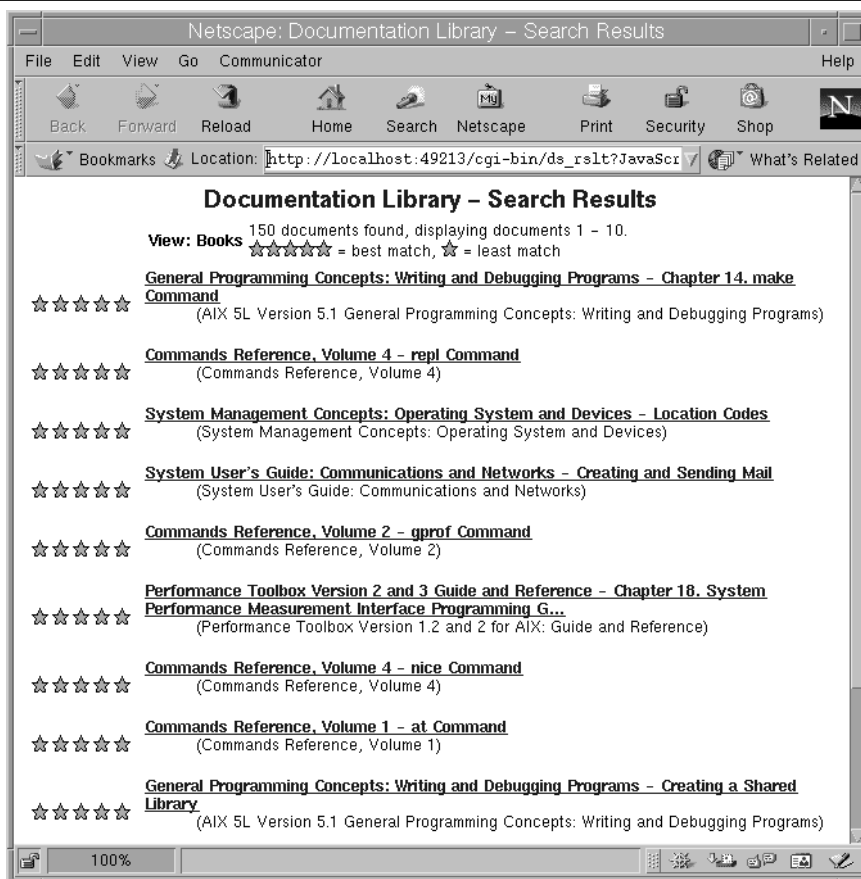 Netscape: Documentation Library – Search Results
File Edit View Go Communicator Help
Back Forward Reload Home Search Netscape Print Security Shop
My
N
Bookmarks Location: http://localhost:49213/cgi-bin/ds_rslt?JavaScr What's Related
Documentation Library – Search Results
View: Books 150 documents found, displaying documents 1 – 10.
= best match, = least match
General Programming Concepts: Writing and Debugging Programs – Chapter 14. make
Command
(AIX 5L Version 5.1 General Programming Concepts: Writing and Debugging Programs)
Commands Reference, Volume 4 – repl Command
(Commands Reference, Volume 4)
System Management Concepts: Operating System and Devices – Location Codes
(System Management Concepts: Operating System and Devices)
System User's Guide: Communications and Networks – Creating and Sending Mail
(System User's Guide: Communications and Networks)
Commands Reference, Volume 2 – gprof Command
(Commands Reference, Volume 2)
Performance Toolbox Version 2 and 3 Guide and Reference – Chapter 18. System
Performance Measurement Interface Programming G...
(Performance Toolbox Version 1.2 and 2 for AIX: Guide and Reference)
Commands Reference, Volume 4 – nice Command
(Commands Reference, Volume 4)
Commands Reference, Volume 1 – at Command
(Commands Reference, Volume 1)
General Programming Concepts: Writing and Debugging Programs – Creating a Shared
Library
(AIX 5L Version 5.1 General Programming Concepts: Writing and Debugging Programs)
100%